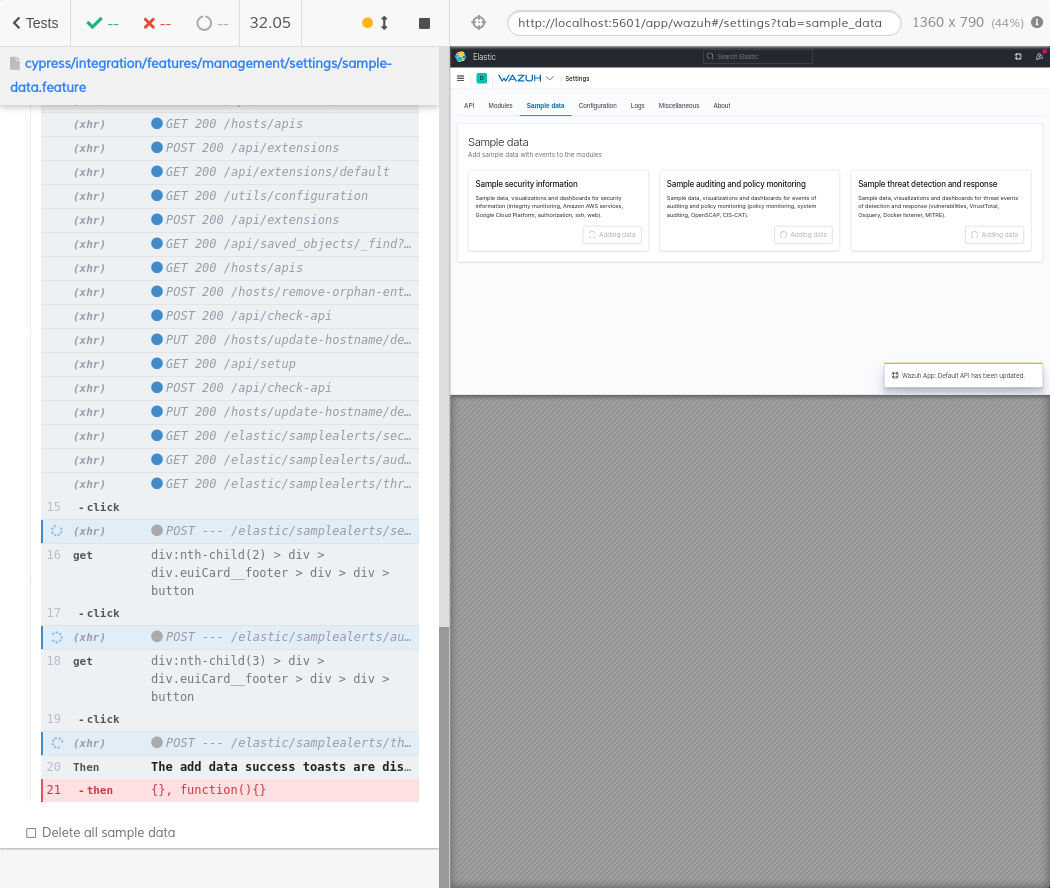 Tests
--
--
--
32.05
http://localhost:5601/app/wazuh#/settings?tab=sample_data
1360 x 790 (44%)
cypress/integration/features/management/settings/sample-
data.feature
(xhr) GET 200 /hosts/apis
(xhr) POST 200 /api/extensions
(xhr) GET 200 /api/extensions/default
(xhr) GET 200 /utils/configuration
(xhr) POST 200 /api/extensions
(xhr) GET 200 /api/saved_objects/_find?…
(xhr) GET 200 /hosts/apis
(xhr) POST 200 /hosts/remove-orphan-ent…
(xhr) POST 200 /api/check-api
(xhr) PUT 200 /hosts/update-hostname/de…
(xhr) GET 200 /api/setup
(xhr) POST 200 /api/check-api
(xhr) PUT 200 /hosts/update-hostname/de…
(xhr) GET 200 /elastic/samplealerts/sec…
(xhr) GET 200 /elastic/samplealerts/aud…
(xhr) GET 200 /elastic/samplealerts/thr…
15 - click
(xhr) POST --- /elastic/samplealerts/se…
16 get div:nth-child(2) > div >
div.euiCard__footer > div > div >
button
17 - click
(xhr) POST --- /elastic/samplealerts/au…
18 get div:nth-child(3) > div >
div.euiCard__footer > div > div >
button
19 - click
(xhr) POST --- /elastic/samplealerts/th…
20 Then The add data success toasts are dis…
21 - then {}, function(){}
Delete all sample data
Elastic
Search Elastic
D WAZUH Settings
API Modules Sample data Configuration Logs Miscellaneous About
Sample data
Add sample data with events to the modules
Sample security information
Sample data, visualizations and dashboards for security
information (integrity monitoring, Amazon AWS services,
Google Cloud Platform, authorization, ssh, web).
Adding data
Sample auditing and policy monitoring
Sample data, visualizations and dashboards for events of
auditing and policy monitoring (policy monitoring, system
auditing, OpenSCAP, CIS-CAT).
Adding data
Sample threat detection and response
Sample data, visualizations and dashboards for threat events
of detection and response (vulnerabilities, VirusTotal,
Osquery, Docker listener, MITRE).
Adding data
Wazuh App: Default API has been updated.